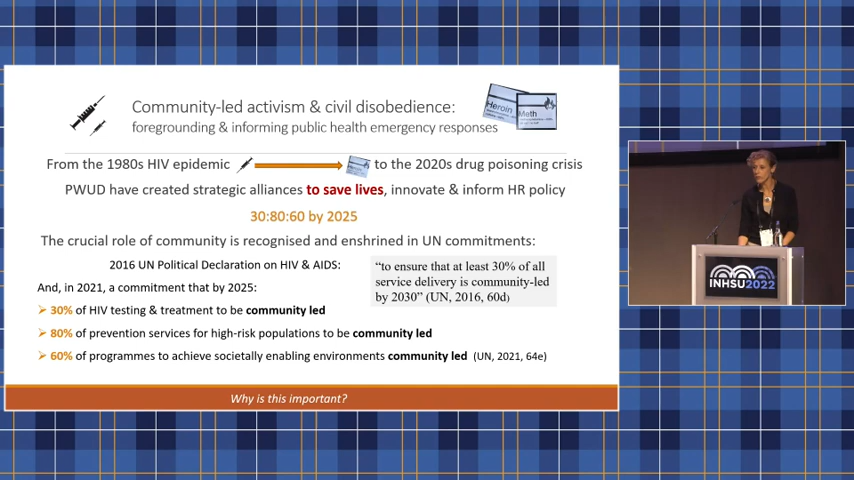 Community-led activism & civil disobedience:
foregrounding & informing public health emergency responses
Heroin
Meth
From the 1980s HIV epidemic to the 2020s drug poisoning crisis
PWUD have created strategic alliances to save lives, innovate & inform HR policy
30:80:60 by 2025
The crucial role of community is recognised and enshrined in UN commitments:
2016 UN Political Declaration on HIV & AIDS:
"to ensure that at least 30% of all
service delivery is community-led
by 2030" (UN, 2016, 60d)
And, in 2021, a commitment that by 2025:
➢ 30% of HIV testing & treatment to be community led
➢ 80% of prevention services for high-risk populations to be community led
➢ 60% of programmes to achieve societally enabling environments community led (UN, 2021, 64e)
Why is this important?
INHSU2022